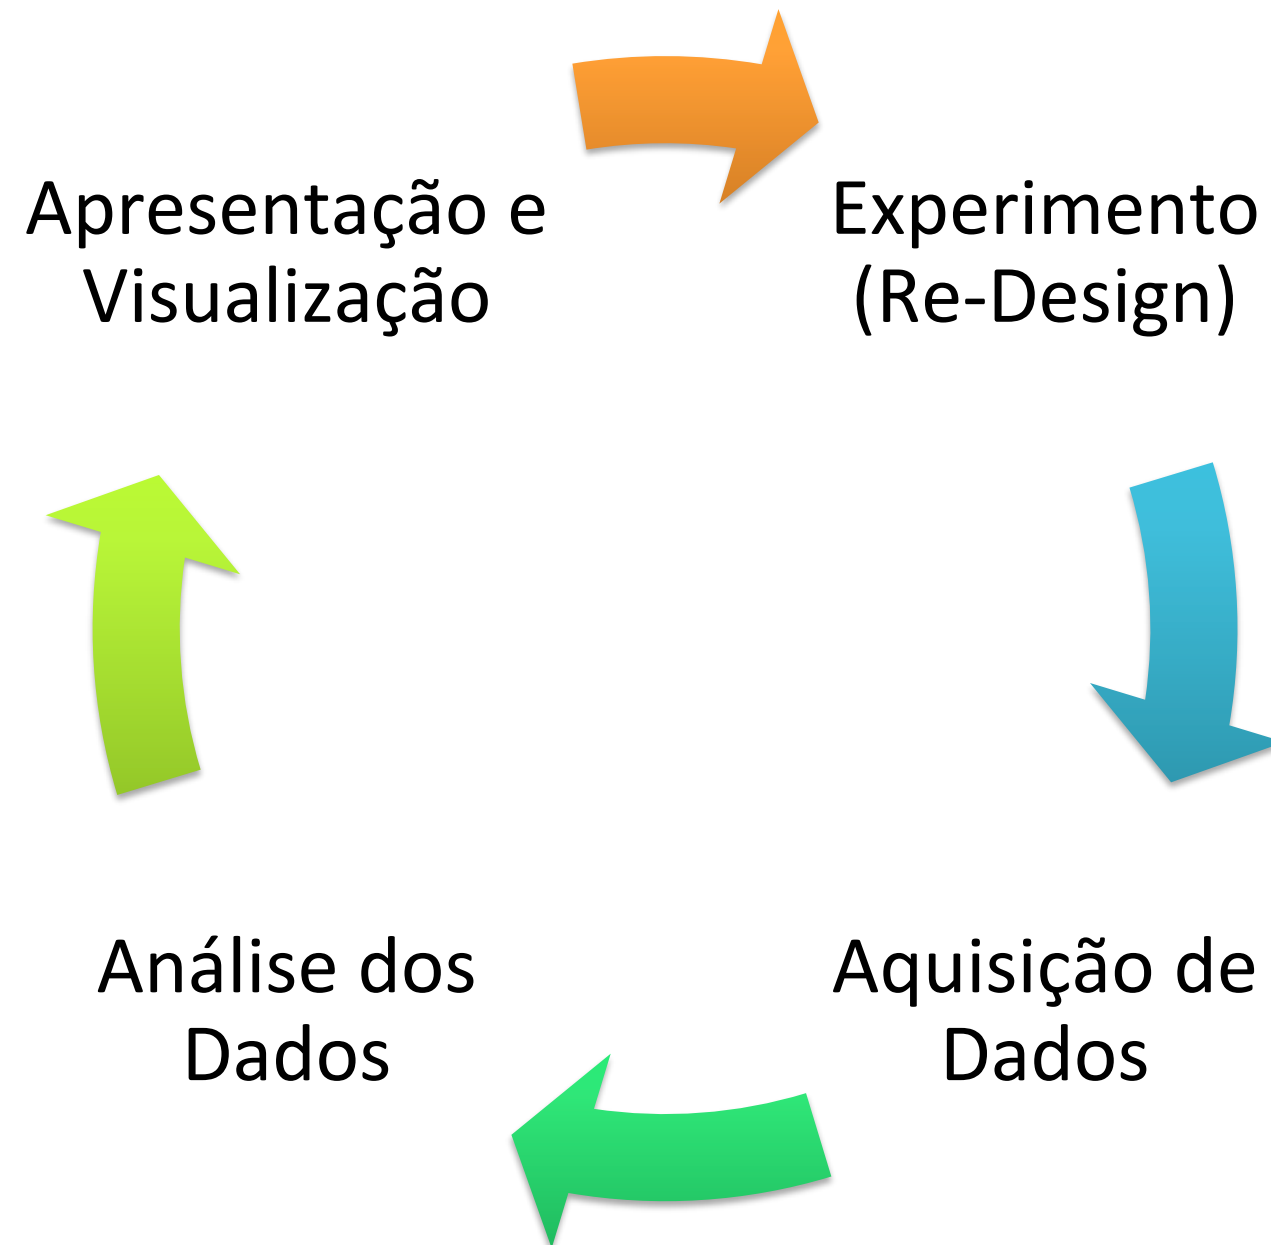 Apresentação e
Visualização
Experimento
(Re-Design)
Análise dos
Dados
Aquisição de
Dados